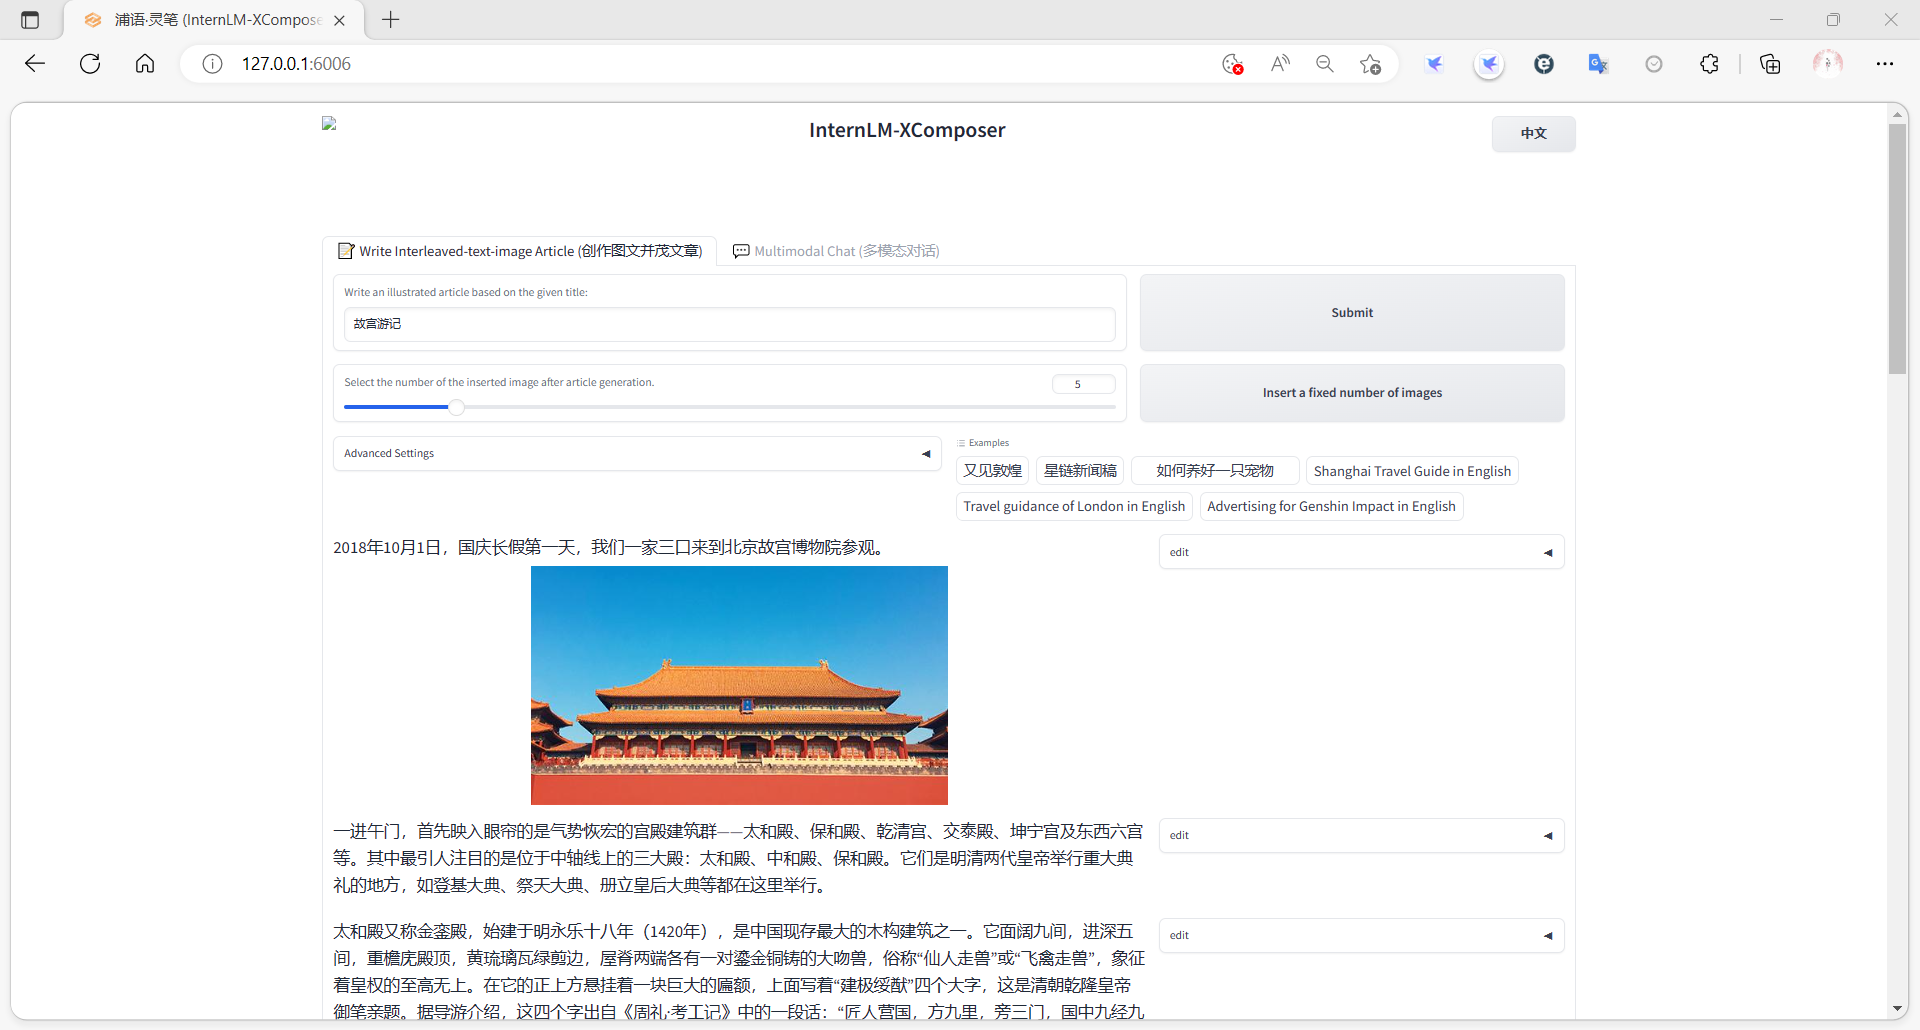 浦语·灵笔 (InternLM-XCompose
127.0.0.1:6006
InternLM-XComposer
中文
Write Interleaved-text-image Article (创作图文并茂文章)
Multimodal Chat (多模态对话)
Write an illustrated article based on the given title:
故宫游记
Submit
Select the number of the inserted image after article generation.
5
Insert a fixed number of images
Advanced Settings
Examples
又见敦煌
星链新闻稿
如何养好一只宠物
Shanghai Travel Guide in English
Travel guidance of London in English
Advertising for Genshin Impact in English
2018年10月1日，国庆长假第一天，我们一家三口来到北京故宫博物院参观。
edit
一进午门，首先映入眼帘的是气势恢宏的宫殿建筑群——太和殿、保和殿、乾清宫、交泰殿、坤宁宫及东西六宫
等。其中最引人注目的是位于中轴线上的三大殿：太和殿、中和殿、保和殿。它们是明清两代皇帝举行重大典
礼的地方，如登基大典、祭天大典、册立皇后大典等都在这里举行。
edit
太和殿又称金銮殿，始建于明永乐十八年（1420年），是中国现存最大的木构建筑之一。它面阔九间，进深五
间，重檐庑殿顶，黄琉璃瓦绿剪边，屋脊两端各有一对鎏金铜铸的大吻兽，俗称“仙人走兽”或“飞禽走兽”，象征
着皇权的至高无上。在它的正上方悬挂着一块巨大的匾额，上面写着“建极绥猷”四个大字，这是清朝乾隆皇帝
御笔亲题。据导游介绍，这四个字出自《周礼·考工记》中的一段话：“匠人营国，方九里，旁三门，国中九经九
edit